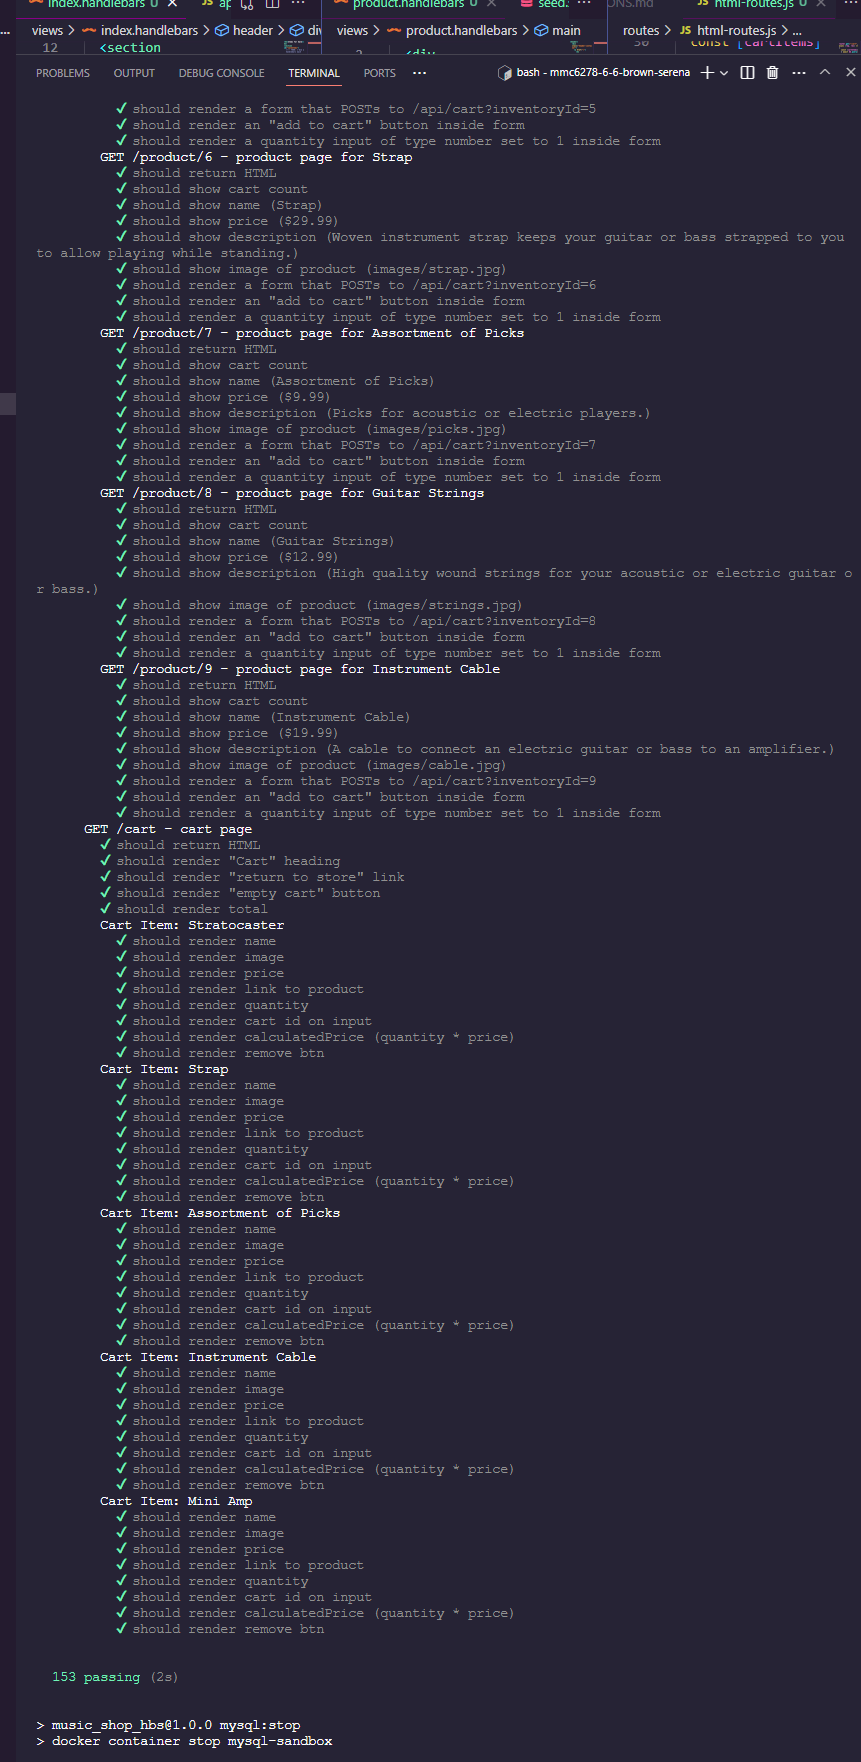 index.handlebars U
product.handlebars U
seed.
ONS.md
JS html-routes.js U
views > index.handlebars > header >
views > product.handlebars > main
routes > JS html-routes.js > ...
12 <section
<div
const [cartItems]
PROBLEMS OUTPUT DEBUG CONSOLE TERMINAL PORTS ... bash - mmc6278-6-6-brown-serena
✓ should render a form that POSTs to /api/cart?inventoryId=5
✓ should render an "add to cart" button inside form
✓ should render a quantity input of type number set to 1 inside form
GET /product/6 - product page for Strap
✓ should return HTML
✓ should show cart count
✓ should show name (Strap)
✓ should show price ($29.99)
✓ should show description (Woven instrument strap keeps your guitar or bass strapped to you
to allow playing while standing.)
✓ should show image of product (images/strap.jpg)
✓ should render a form that POSTs to /api/cart?inventoryId=6
✓ should render an "add to cart" button inside form
✓ should render a quantity input of type number set to 1 inside form
GET /product/7 - product page for Assortment of Picks
✓ should return HTML
✓ should show cart count
✓ should show name (Assortment of Picks)
✓ should show price ($9.99)
✓ should show description (Picks for acoustic or electric players.)
✓ should show image of product (images/picks.jpg)
✓ should render a form that POSTs to /api/cart?inventoryId=7
✓ should render an "add to cart" button inside form
✓ should render a quantity input of type number set to 1 inside form
GET /product/8 - product page for Guitar Strings
✓ should return HTML
✓ should show cart count
✓ should show name (Guitar Strings)
✓ should show price ($12.99)
✓ should show description (High quality wound strings for your acoustic or electric guitar o
r bass.)
✓ should show image of product (images/strings.jpg)
✓ should render a form that POSTs to /api/cart?inventoryId=8
✓ should render an "add to cart" button inside form
✓ should render a quantity input of type number set to 1 inside form
GET /product/9 - product page for Instrument Cable
✓ should return HTML
✓ should show cart count
✓ should show name (Instrument Cable)
✓ should show price ($19.99)
✓ should show description (A cable to connect an electric guitar or bass to an amplifier.)
✓ should show image of product (images/cable.jpg)
✓ should render a form that POSTs to /api/cart?inventoryId=9
✓ should render an "add to cart" button inside form
✓ should render a quantity input of type number set to 1 inside form
GET /cart - cart page
✓ should return HTML
✓ should render "Cart" heading
✓ should render "return to store" link
✓ should render "empty cart" button
✓ should render total
Cart Item: Stratocaster
✓ should render name
✓ should render image
✓ should render price
✓ should render link to product
✓ should render quantity
✓ should render cart id on input
✓ should render calculatedPrice (quantity * price)
✓ should render remove btn
Cart Item: Strap
✓ should render name
✓ should render image
✓ should render price
✓ should render link to product
✓ should render quantity
✓ should render cart id on input
✓ should render calculatedPrice (quantity * price)
✓ should render remove btn
Cart Item: Assortment of Picks
✓ should render name
✓ should render image
✓ should render price
✓ should render link to product
✓ should render quantity
✓ should render cart id on input
✓ should render calculatedPrice (quantity * price)
✓ should render remove btn
Cart Item: Instrument Cable
✓ should render name
✓ should render image
✓ should render price
✓ should render link to product
✓ should render quantity
✓ should render cart id on input
✓ should render calculatedPrice (quantity * price)
✓ should render remove btn
Cart Item: Mini Amp
✓ should render name
✓ should render image
✓ should render price
✓ should render link to product
✓ should render quantity
✓ should render cart id on input
✓ should render calculatedPrice (quantity * price)
✓ should render remove btn
153 passing (2s)
> music_shop_hbs@1.0.0 mysql:stop
> docker container stop mysql-sandbox